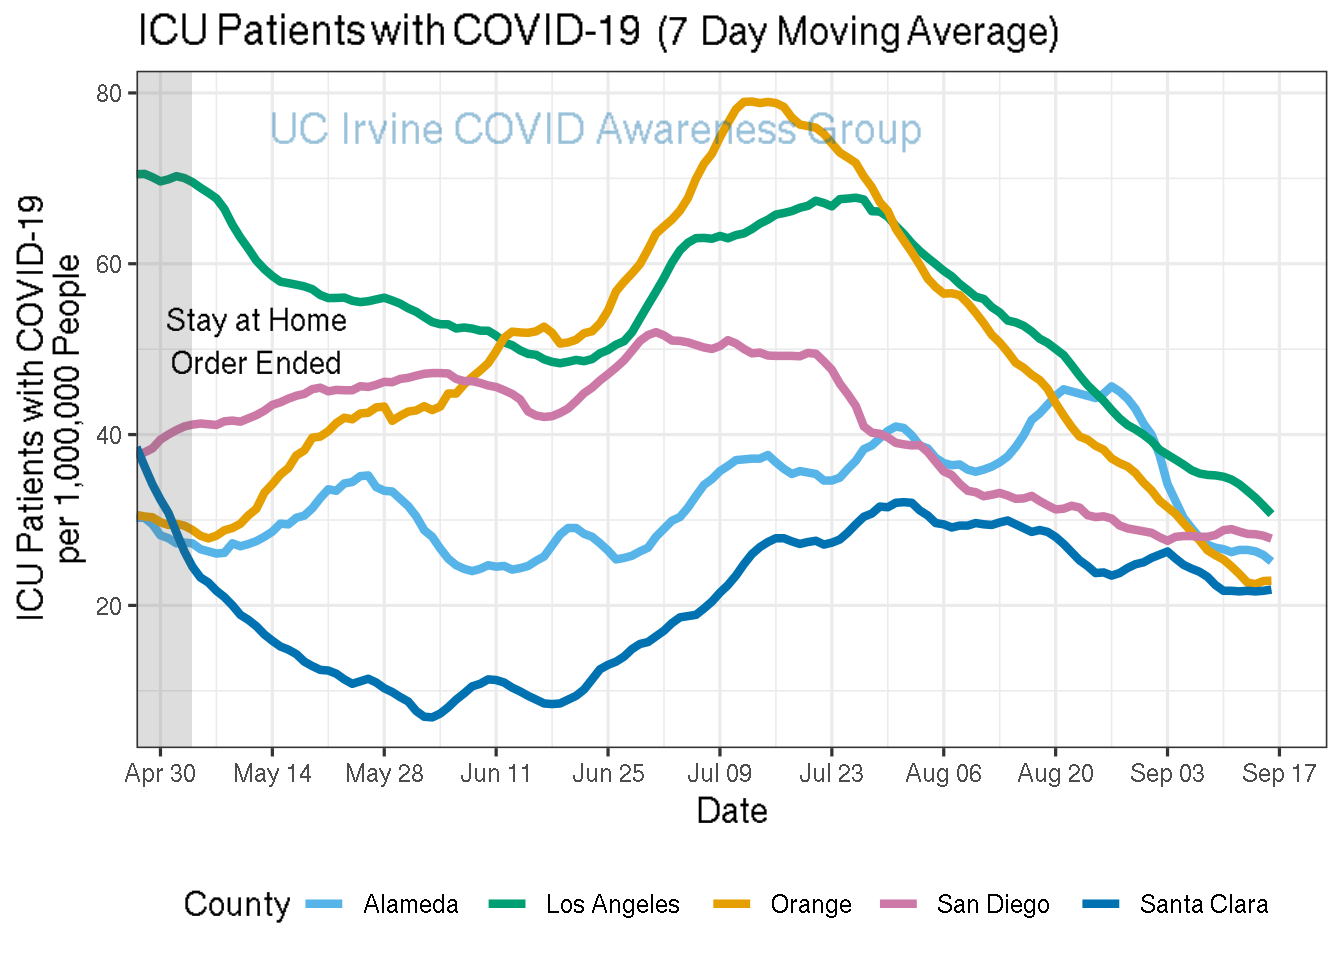 ICU Patients with COVID-19 (7 Day Moving Average)
UC Irvine COVID Awareness Group
Stay at Home
Order Ended
ICU Patients with COVID-19
per 1,000,000 People
80
60
40
20
Apr 30 May 14 May 28 Jun 11 Jun 25 Jul 09 Jul 23 Aug 06 Aug 20 Sep 03 Sep 17
Date
County Alameda Los Angeles Orange San Diego Santa Clara